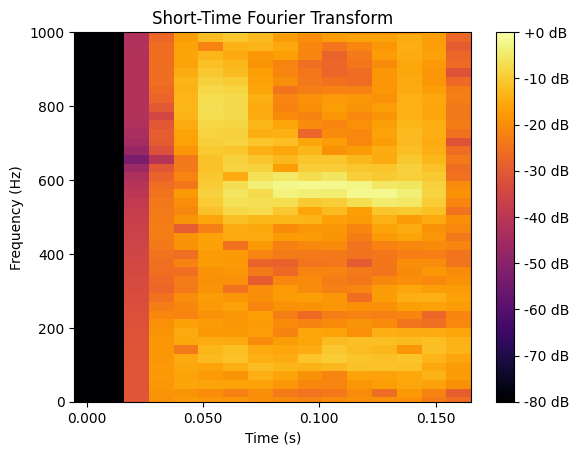 Short-Time Fourier Transform
1000
800
600
400
200
0
Frequency (Hz)
0.000
0.050
0.100
0.150
Time (s)
+0 dB
-10 dB
-20 dB
-30 dB
-40 dB
-50 dB
-60 dB
-70 dB
-80 dB